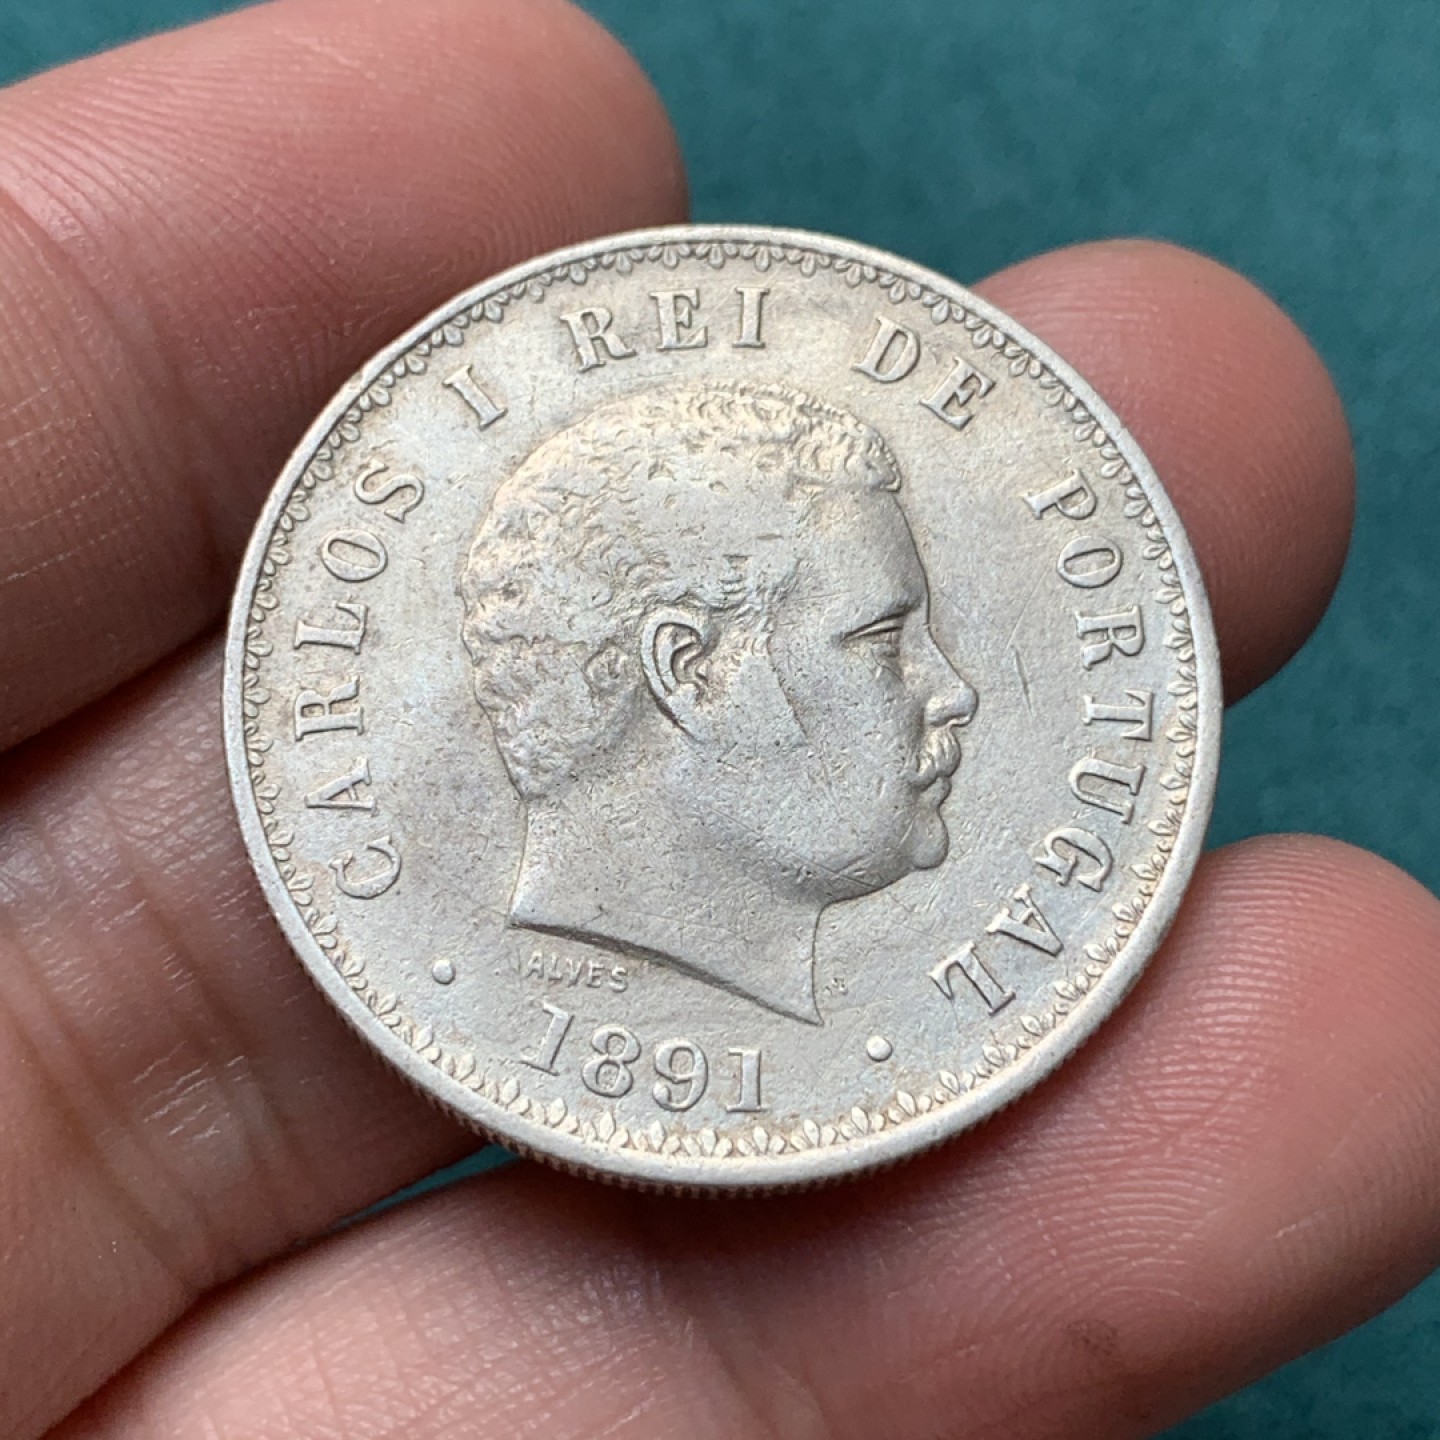 CARLOS I REI DE PORTUGAL
ALVES
• 1891 •